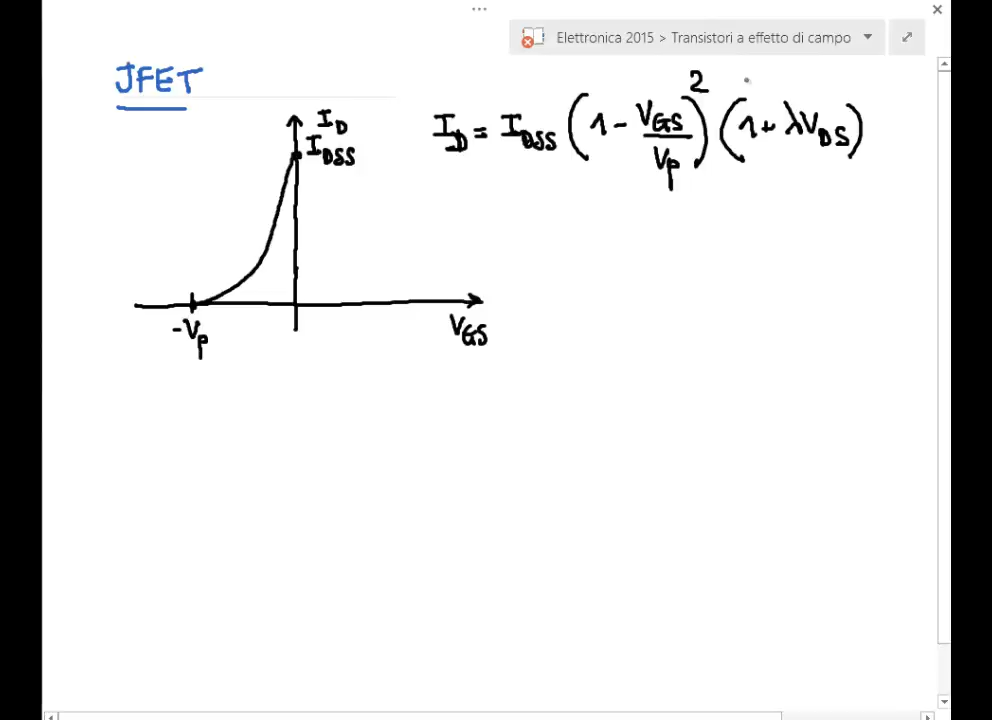 Elettronica 2015 > Transistori a effetto di campo
JFET
I_D = I_DSS (1 - V_GS / V_p)^2 (1 + λV_DS)
I_D
I_DSS
-V_p
V_GS